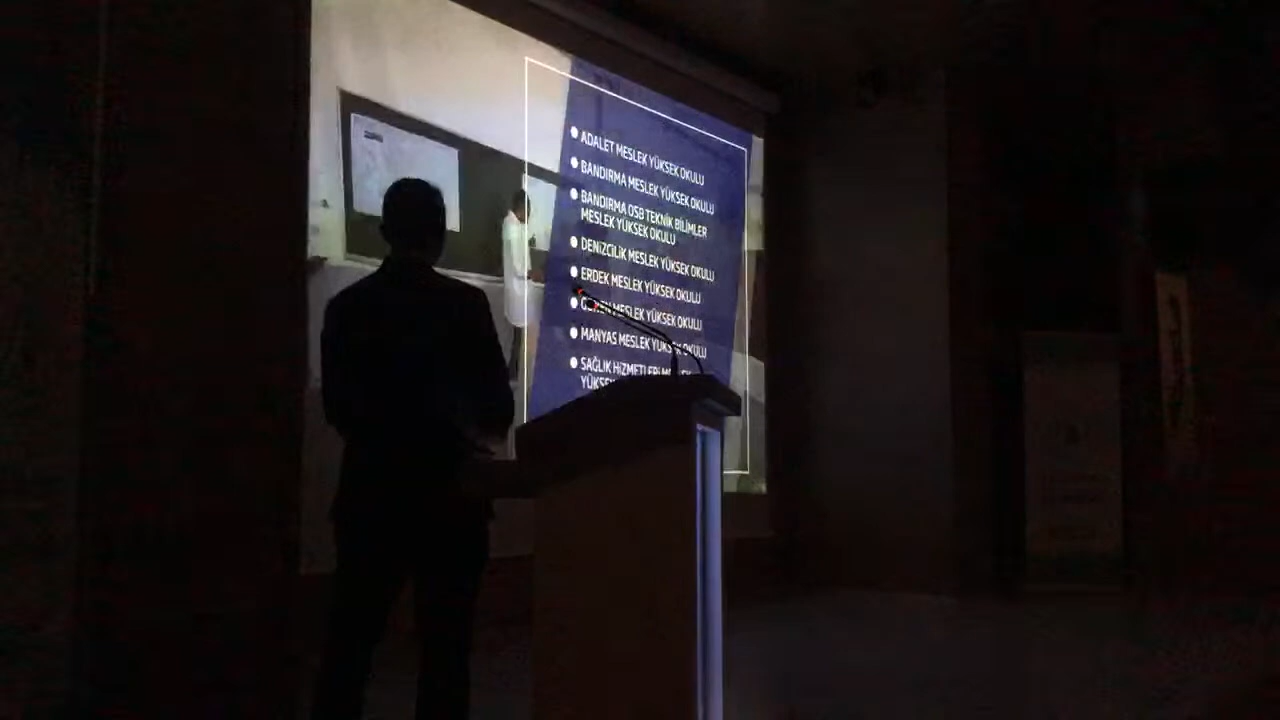 ADALET MESLEK YÜKSEK OKULU
BANDIRMA MESLEK YÜKSEK OKULU
BANDIRMA OSB TEKNİK BİLİMLER
MESLEK YÜKSEK OKULU
DENİZCİLİK MESLEK YÜKSEK OKULU
ERDEK MESLEK YÜKSEK OKULU
MESLEK YÜKSEK OKULU
MANYAS MESLEK YÜKSEK OKULU
SAĞLIK HİZMETLERİ